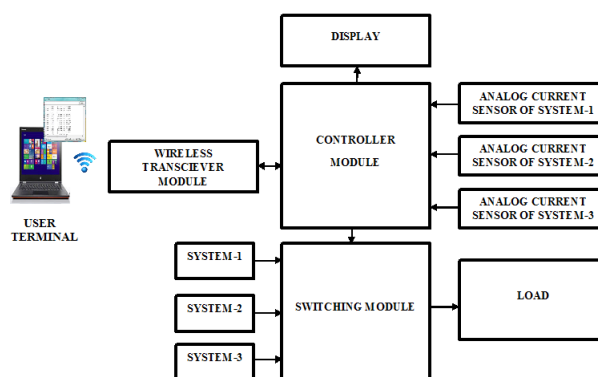 DISPLAY
CONTROLLER
MODULE
ANALOG CURRENT
SENSOR OF SYSTEM-1
ANALOG CURRENT
SENSOR OF SYSTEM-2
ANALOG CURRENT
SENSOR OF SYSTEM-3
WIRELESS
TRANSCIEVER
MODULE
USER
TERMINAL
SYSTEM-1
SYSTEM-2
SYSTEM-3
SWITCHING MODULE
LOAD